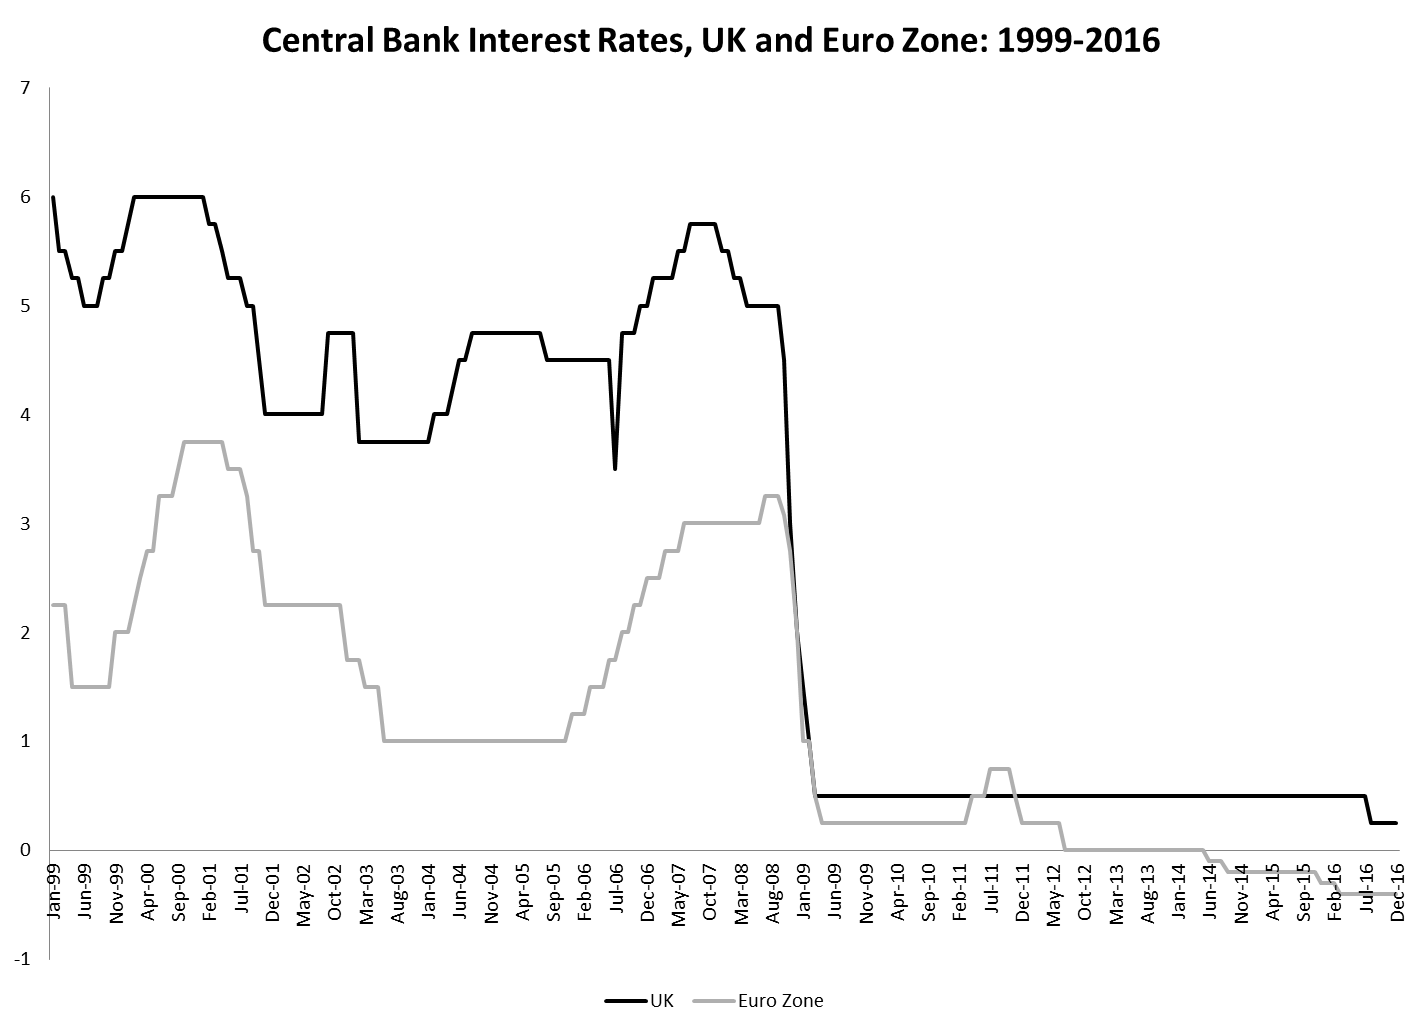 Central Bank Interest Rates, UK and Euro Zone: 1999-2016
7
6
5
4
3
2
1
0
-1
Jan-99
Jun-99
Nov-99
Apr-00
Sep-00
Feb-01
Jul-01
Dec-01
May-02
Oct-02
Mar-03
Aug-03
Jan-04
Jun-04
Nov-04
Apr-05
Sep-05
Feb-06
Jul-06
Dec-06
May-07
Oct-07
Mar-08
Aug-08
Jan-09
Jun-09
Nov-09
Apr-10
Sep-10
Feb-11
Jul-11
Dec-11
May-12
Oct-12
Mar-13
Aug-13
Jan-14
Jun-14
Nov-14
Apr-15
Sep-15
Feb-16
Jul-16
Dec-16
UK
Euro Zone